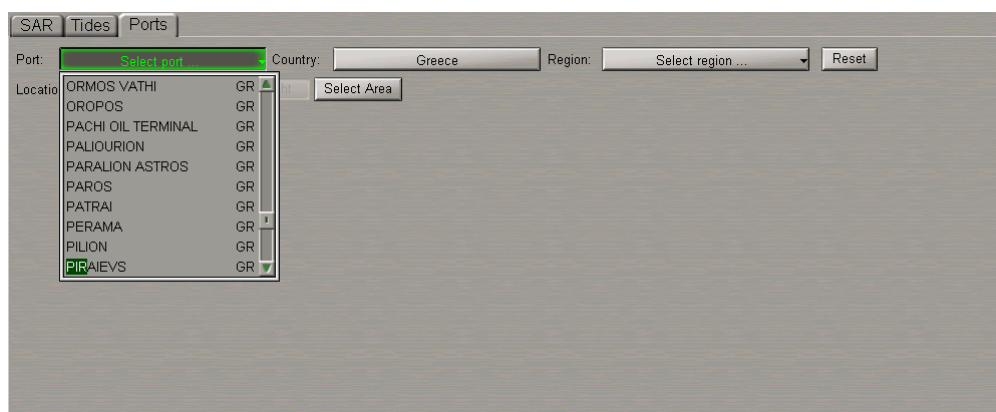 SAR Tides Ports
Port: Select port ... Country: Greece Region: Select region ... Reset
Locatio Select Area
ORMOS VATHI GR
OROPOS GR
PACHI OIL TERMINAL GR
PALIOURION GR
PARALION ASTROS GR
PAROS GR
PATRAI GR
PERAMA GR
PILION GR
PIRAIEVS GR